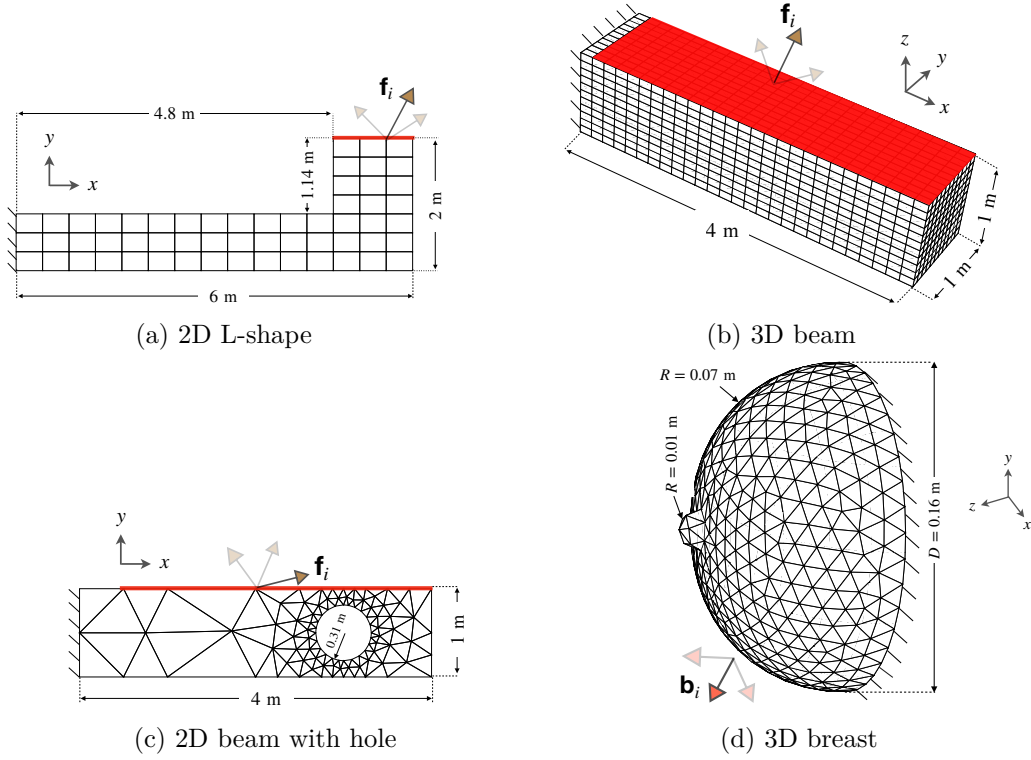 f_i
4.8 m
y
x
1.14 m
2 m
6 m
(a) 2D L-shape
f_i
z
y
x
4 m
1 m
1 m
(b) 3D beam
y
x
f_i
0.31 m
1 m
4 m
(c) 2D beam with hole
R = 0.07 m
R = 0.01 m
D = 0.16 m
y
z
x
b_i
(d) 3D breast